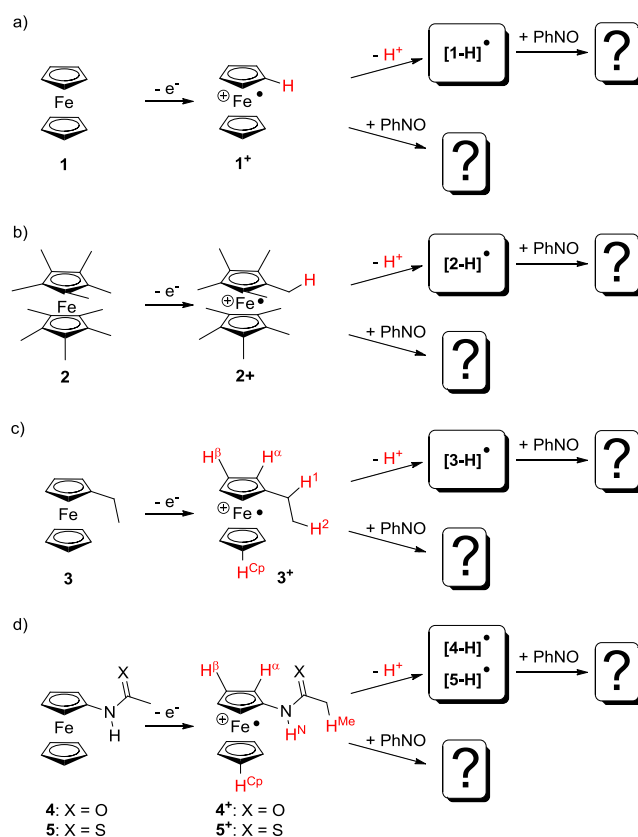 a)
Fe
1
- e⁻
H
⊕Fe•
1⁺
- H⁺
[1-H]•
+ PhNO
?
+ PhNO
?
b)
Fe
2
- e⁻
H
⊕Fe•
2+
- H⁺
[2-H]•
+ PhNO
?
+ PhNO
?
c)
Fe
3
- e⁻
Hᵝ
Hᵅ
H¹
⊕Fe•
H²
Hᶜᵖ
3⁺
- H⁺
[3-H]•
+ PhNO
?
+ PhNO
?
d)
X
Fe
N
H
4: X = O
5: X = S
- e⁻
Hᵝ
Hᵅ
X
⊕Fe•
N
Hᴺ
Hᴹᵉ
Hᶜᵖ
4⁺: X = O
5⁺: X = S
- H⁺
[4-H]•
[5-H]•
+ PhNO
?
+ PhNO
?